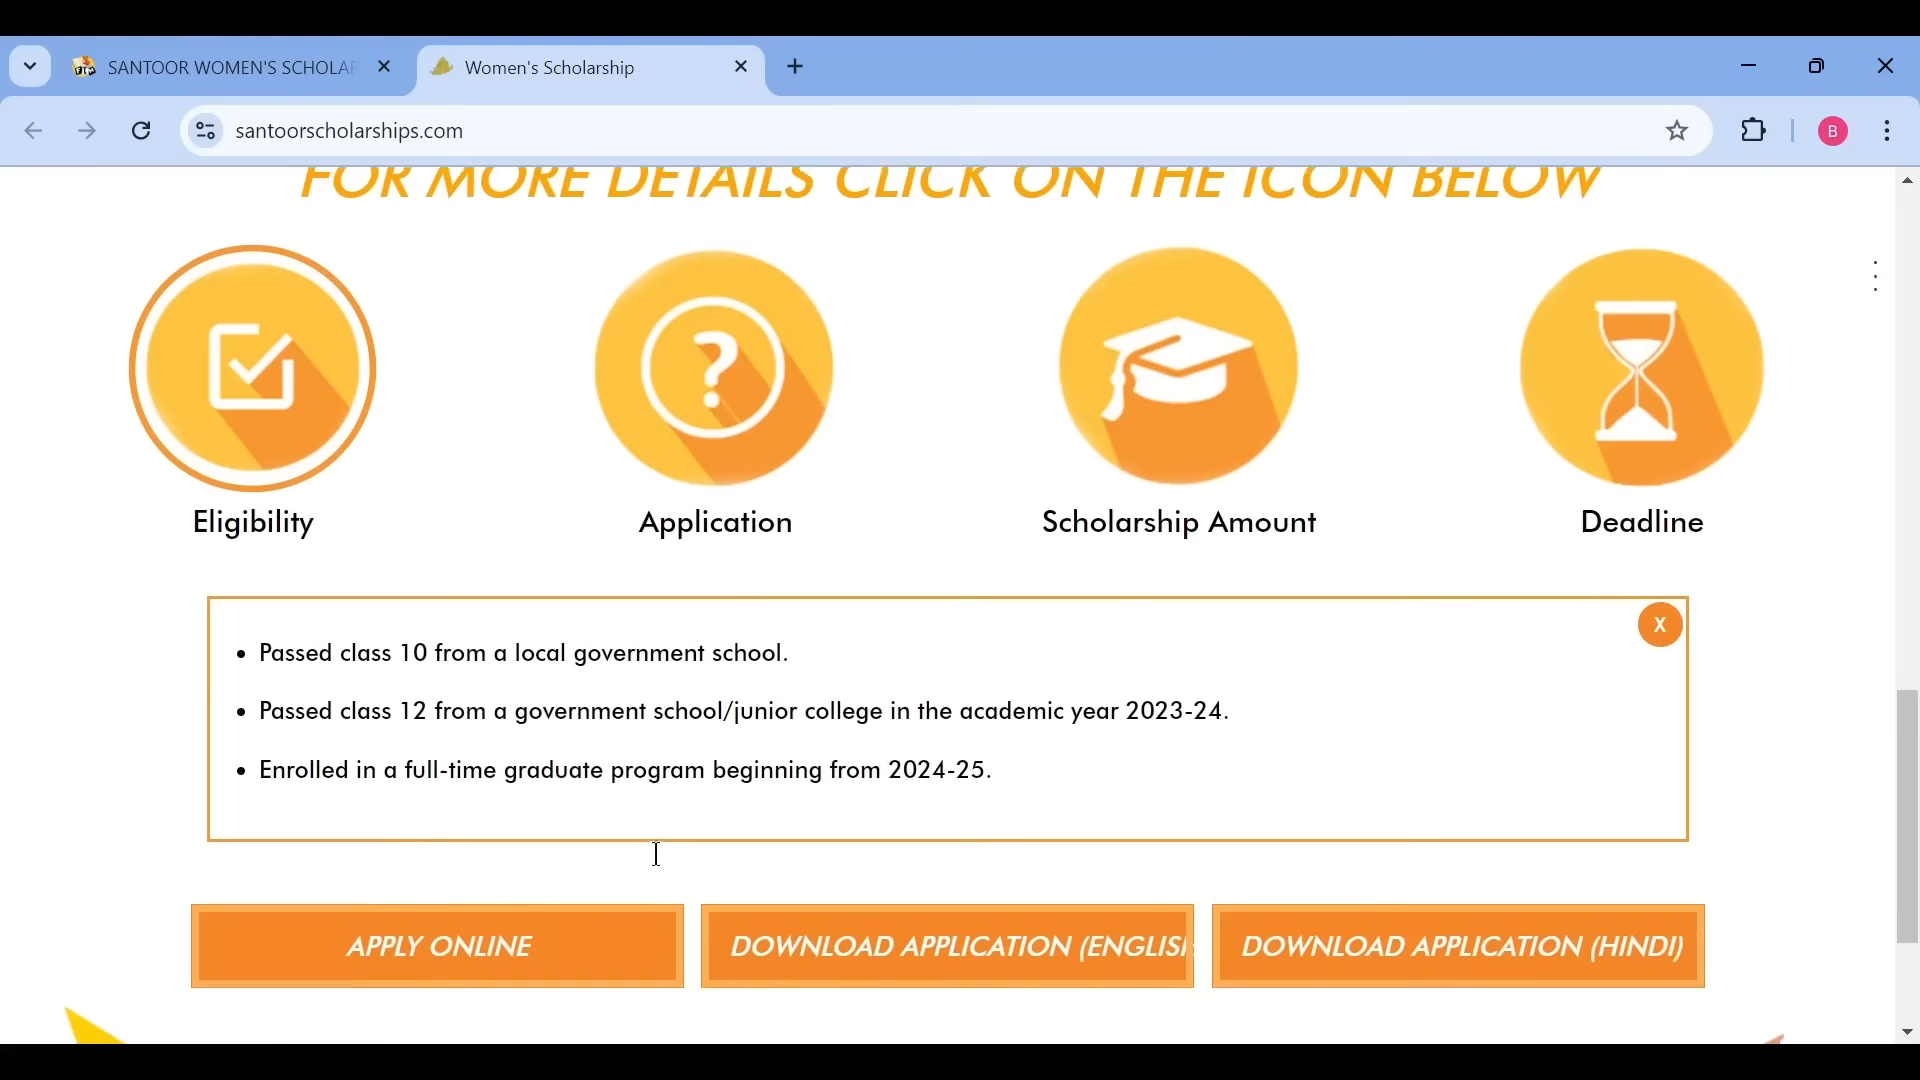 SANTOOR WOMEN'S SCHOLAR
Women's Scholarship
santoorscholarships.com
B
FOR MORE DETAILS CLICK ON THE ICON BELOW
Eligibility
Application
Scholarship Amount
Deadline
X
• Passed class 10 from a local government school.
• Passed class 12 from a government school/junior college in the academic year 2023-24.
• Enrolled in a full-time graduate program beginning from 2024-25.
APPLY ONLINE
DOWNLOAD APPLICATION (ENGLISH
DOWNLOAD APPLICATION (HINDI)